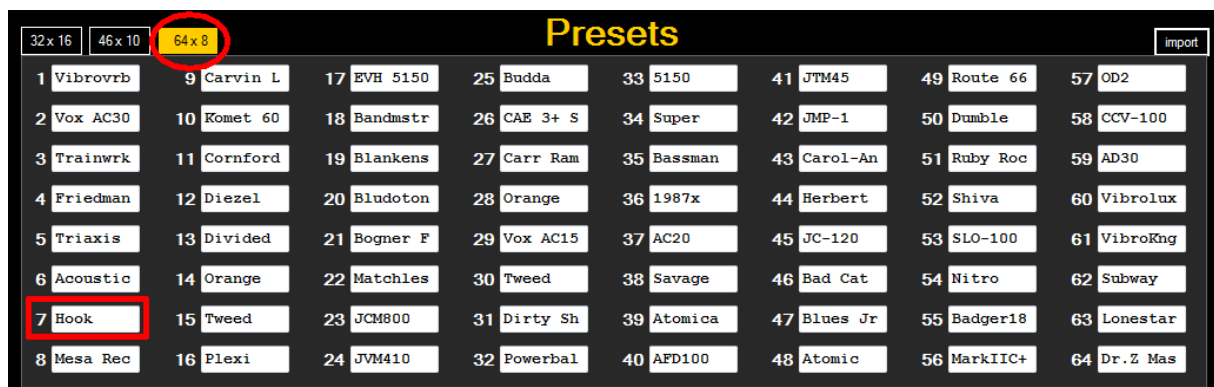 Presets
32 x 16 46 x 10 64 x 8 import
1 Vibrovrb 9 Carvin L 17 EVH 5150 25 Budda 33 5150 41 JTM45 49 Route 66 57 OD2
2 Vox AC30 10 Komet 60 18 Bandmstr 26 CAE 3+ S 34 Super 42 JMP-1 50 Dumble 58 CCV-100
3 Trainwrk 11 Cornford 19 Blankens 27 Carr Ram 35 Bassman 43 Carol-An 51 Ruby Roc 59 AD30
4 Friedman 12 Diezel 20 Bludoton 28 Orange 36 1987x 44 Herbert 52 Shiva 60 Vibrolux
5 Triaxis 13 Divided 21 Bogner F 29 Vox AC15 37 AC20 45 JC-120 53 SLO-100 61 VibroKng
6 Acoustic 14 Orange 22 Matchles 30 Tweed 38 Savage 46 Bad Cat 54 Nitro 62 Subway
7 Hook 15 Tweed 23 JCM800 31 Dirty Sh 39 Atomica 47 Blues Jr 55 Badger18 63 Lonestar
8 Mesa Rec 16 Plexi 24 JVM410 32 Powerbal 40 AFD100 48 Atomic 56 MarkIIC+ 64 Dr.Z Mas